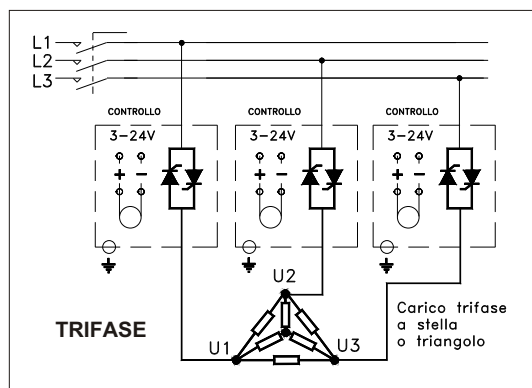 L1
L2
L3
CONTROLLO CONTROLLO CONTROLLO
3-24V 3-24V 3-24V
+ - + - + -
U2
TRIFASE
U1 U3
Carico trifase
a stella
o triangolo